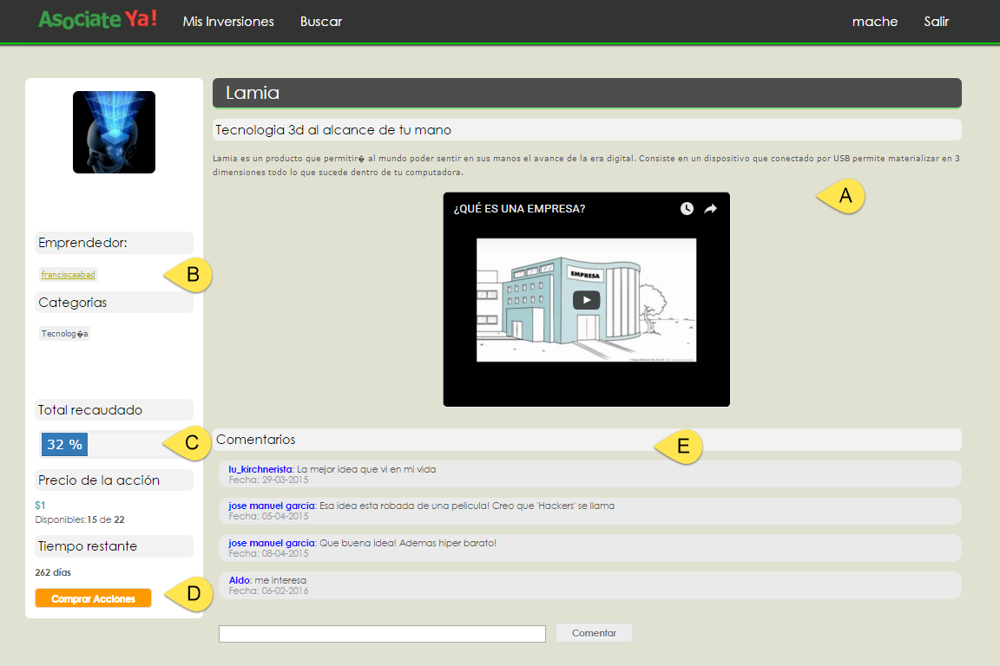 Asociate Ya!
Mis Inversiones
Buscar
mache
Salir
Emprendedor:
franciscaabad
B
Categorias
Tecnolog�a
Total recaudado
32 %
C
Precio de la acción
$1
Disponibles:15 de 22
Tiempo restante
262 días
Comprar Acciones
D
Lamia
Tecnologia 3d al alcance de tu mano
Lamia es un producto que permitir� al mundo poder sentir en sus manos el avance de la era digital. Consiste en un dispositivo que conectado por USB permite materializar en 3
dimensiones todo lo que sucede dentro de tu computadora.
A
¿QUÉ ES UNA EMPRESA?
EMPRESA
Comentarios
E
lu_kirchnerista: La mejor idea que vi en mi vida
Fecha: 29-03-2015
jose manuel garcia: Esa idea esta robada de una pelicula! Creo que 'Hackers' se llama
Fecha: 05-04-2015
jose manuel garcia: Que buena idea! Ademas hiper barato!
Fecha: 08-04-2015
Aldo: me interesa
Fecha: 06-02-2016
Comentar